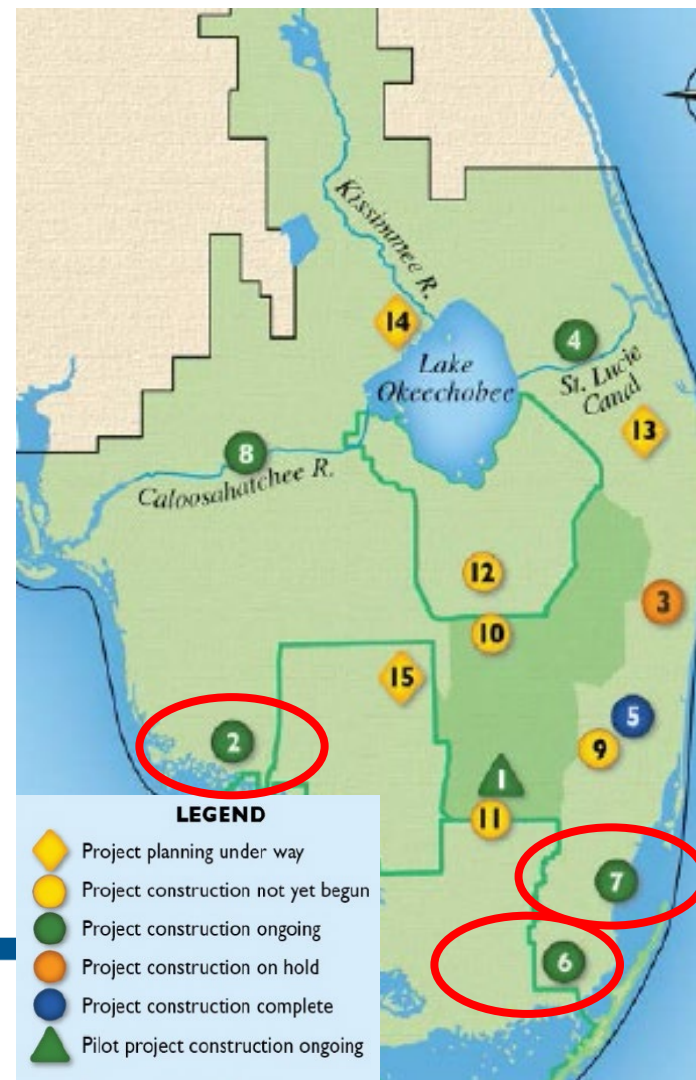 Kissimmee R.
14
4
Lake
Okeechobee
St. Lucie
Canal
13
8
Caloosahatchee R.
12
3
10
15
2
5
9
1
11
7
6
LEGEND
Project planning under way
Project construction not yet begun
Project construction ongoing
Project construction on hold
Project construction complete
Pilot project construction ongoing